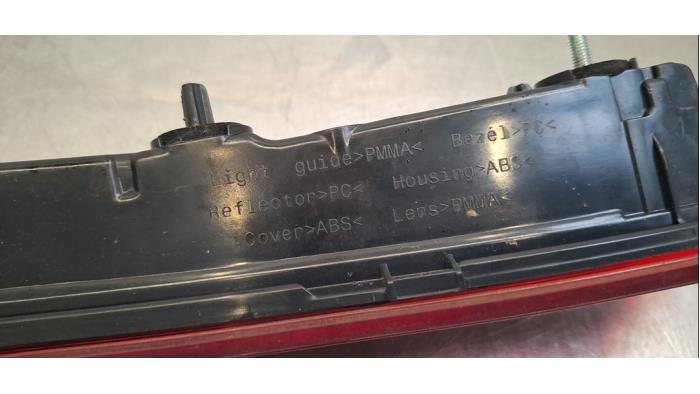 Light guide>PMMA< Bezel>PC<
Reflector>PC< Housing>ABS<
Cover>ABS< Lens>PMMA<